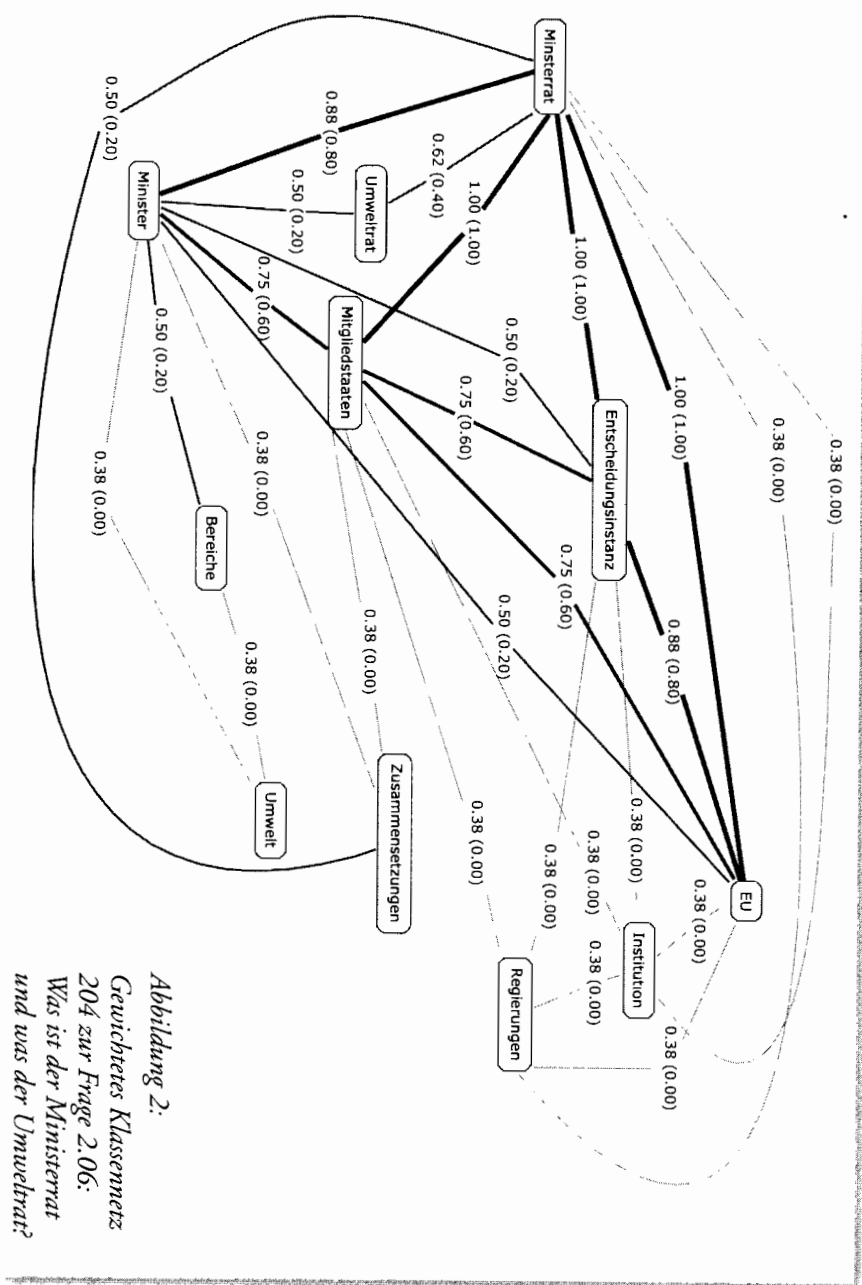 0.38 (0.00)
0.38 (0.00)
EU
0.38 (0.00)
1.00 (1.00)
0.88 (0.80)
0.38 (0.00)
0.38 (0.00)
Institution
Entscheidungsinstanz
0.38 (0.00)
0.38 (0.00)
1.00 (1.00)
0.75 (0.60)
Minsterrat
0.38 (0.00)
0.50 (0.20)
Regierungen
0.50 (0.20)
1.00 (1.00)
0.38 (0.00)
0.75 (0.60)
0.62 (0.40)
Zusammensetzungen
Umweltrat
0.38 (0.00)
Mitgliedstaaten
0.88 (0.80)
0.50 (0.20)
0.75 (0.60)
0.38 (0.00)
Umwelt
0.38 (0.00)
Bereiche
0.50 (0.20)
Minister
0.50 (0.20)
0.38 (0.00)
Abbildung 2:
Gewichtetes Klassennetz
204 zur Frage 2.06:
Was ist der Ministerrat
und was der Umweltrat?